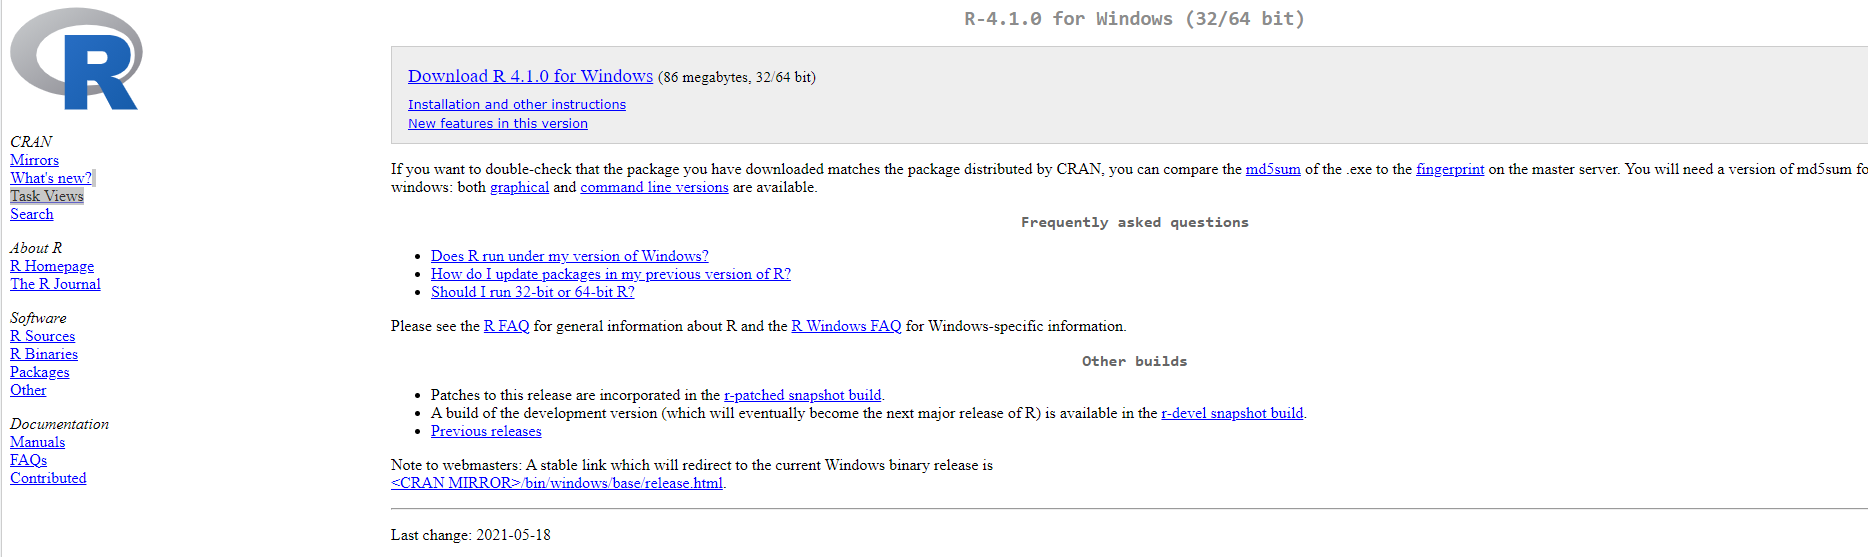 R
CRAN
Mirrors
What's new?
Task Views
Search
About R
R Homepage
The R Journal
Software
R Sources
R Binaries
Packages
Other
Documentation
Manuals
FAQs
Contributed
R-4.1.0 for Windows (32/64 bit)
Download R 4.1.0 for Windows (86 megabytes, 32/64 bit)
Installation and other instructions
New features in this version
If you want to double-check that the package you have downloaded matches the package distributed by CRAN, you can compare the md5sum of the .exe to the fingerprint on the master server. You will need a version of md5sum fo
windows: both graphical and command line versions are available.
Frequently asked questions
• Does R run under my version of Windows?
• How do I update packages in my previous version of R?
• Should I run 32-bit or 64-bit R?
Please see the R FAQ for general information about R and the R Windows FAQ for Windows-specific information.
Other builds
• Patches to this release are incorporated in the r-patched snapshot build.
• A build of the development version (which will eventually become the next major release of R) is available in the r-devel snapshot build.
• Previous releases
Note to webmasters: A stable link which will redirect to the current Windows binary release is
<CRAN MIRROR>/bin/windows/base/release.html.
Last change: 2021-05-18